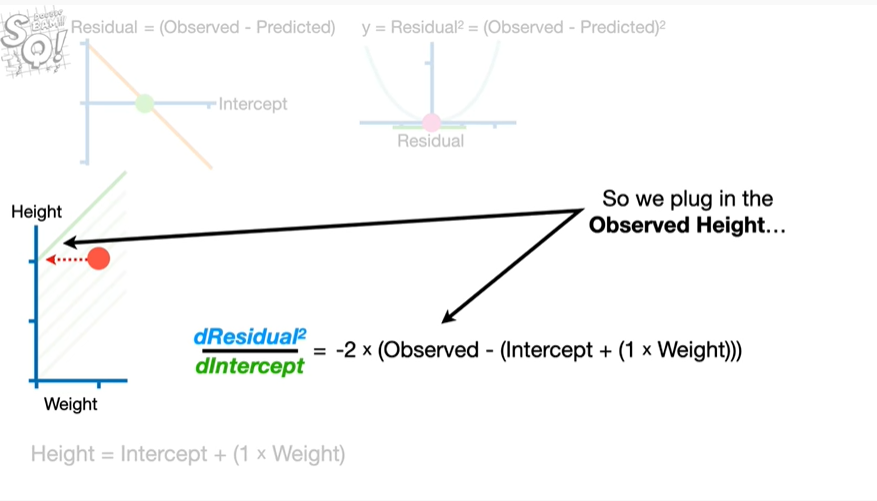 Residual = (Observed - Predicted)
y = Residual² = (Observed - Predicted)²
Intercept
Residual
Height
So we plug in the
Observed Height...
dResidual²
dIntercept
= -2 × (Observed - (Intercept + (1 × Weight)))
Weight
Height = Intercept + (1 × Weight)